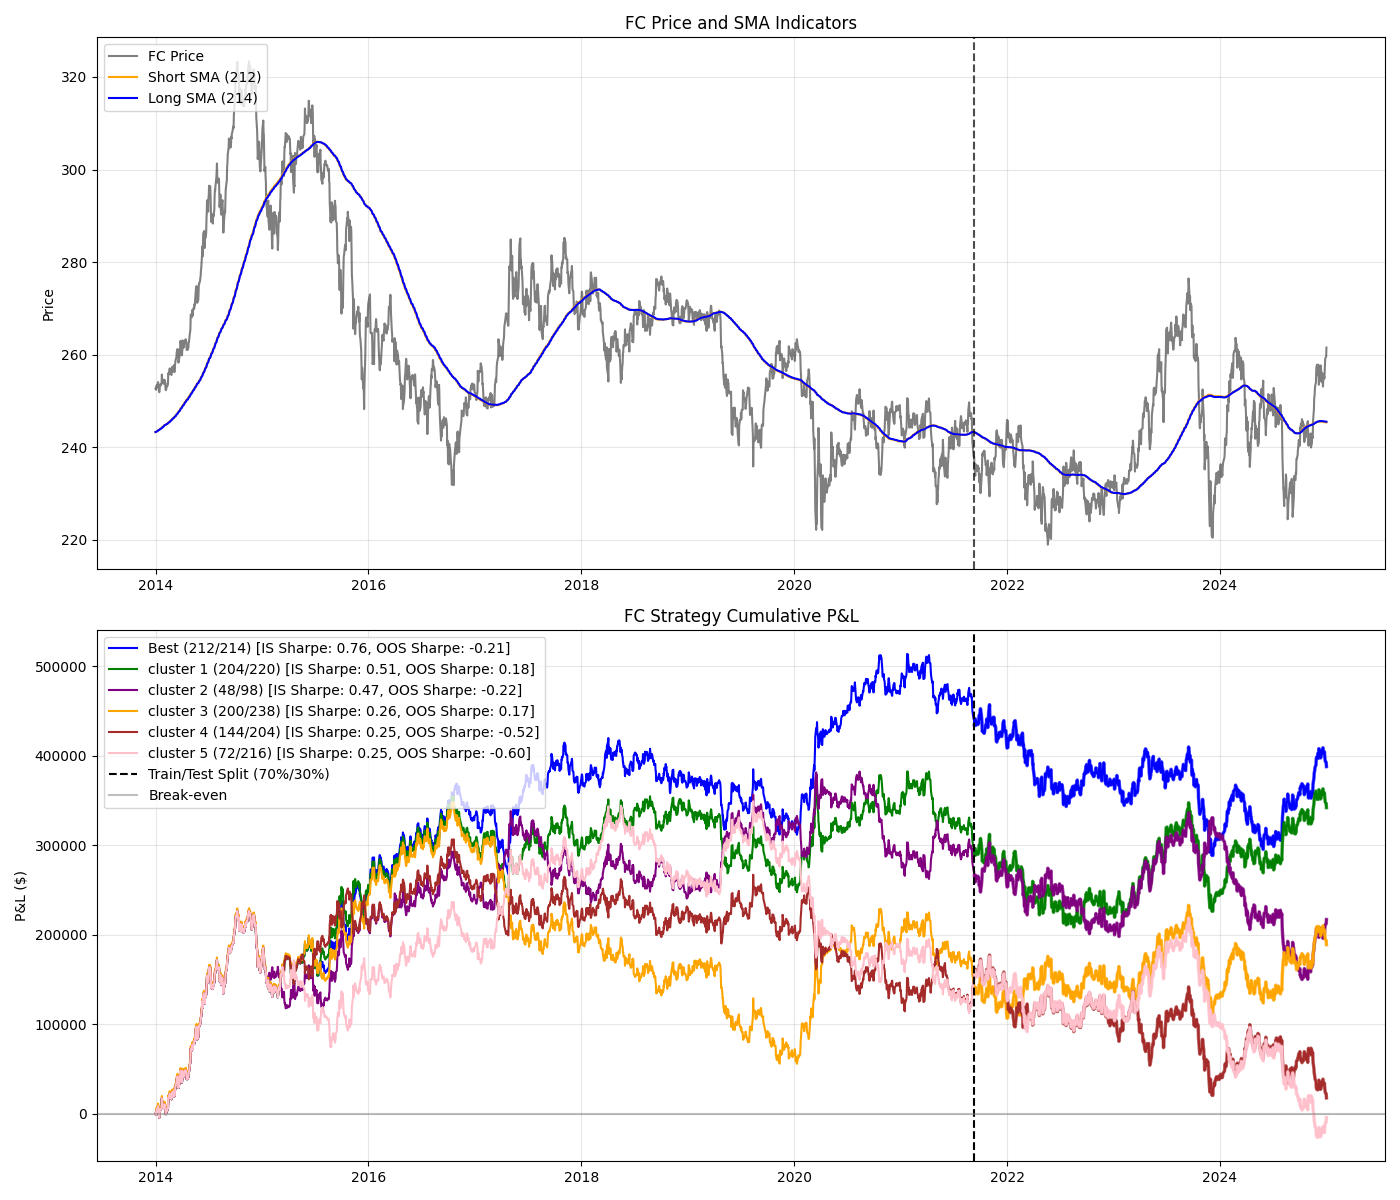 FC Price and SMA Indicators
FC Price
Short SMA (212)
Long SMA (214)
Price
320
300
280
260
240
220
2014 2016 2018 2020 2022 2024
FC Strategy Cumulative P&L
Best (212/214) [IS Sharpe: 0.76, OOS Sharpe: -0.21]
cluster 1 (204/220) [IS Sharpe: 0.51, OOS Sharpe: 0.18]
cluster 2 (48/98) [IS Sharpe: 0.47, OOS Sharpe: -0.22]
cluster 3 (200/238) [IS Sharpe: 0.26, OOS Sharpe: 0.17]
cluster 4 (144/204) [IS Sharpe: 0.25, OOS Sharpe: -0.52]
cluster 5 (72/216) [IS Sharpe: 0.25, OOS Sharpe: -0.60]
Train/Test Split (70%/30%)
Break-even
P&L ($)
500000
400000
300000
200000
100000
0
2014 2016 2018 2020 2022 2024